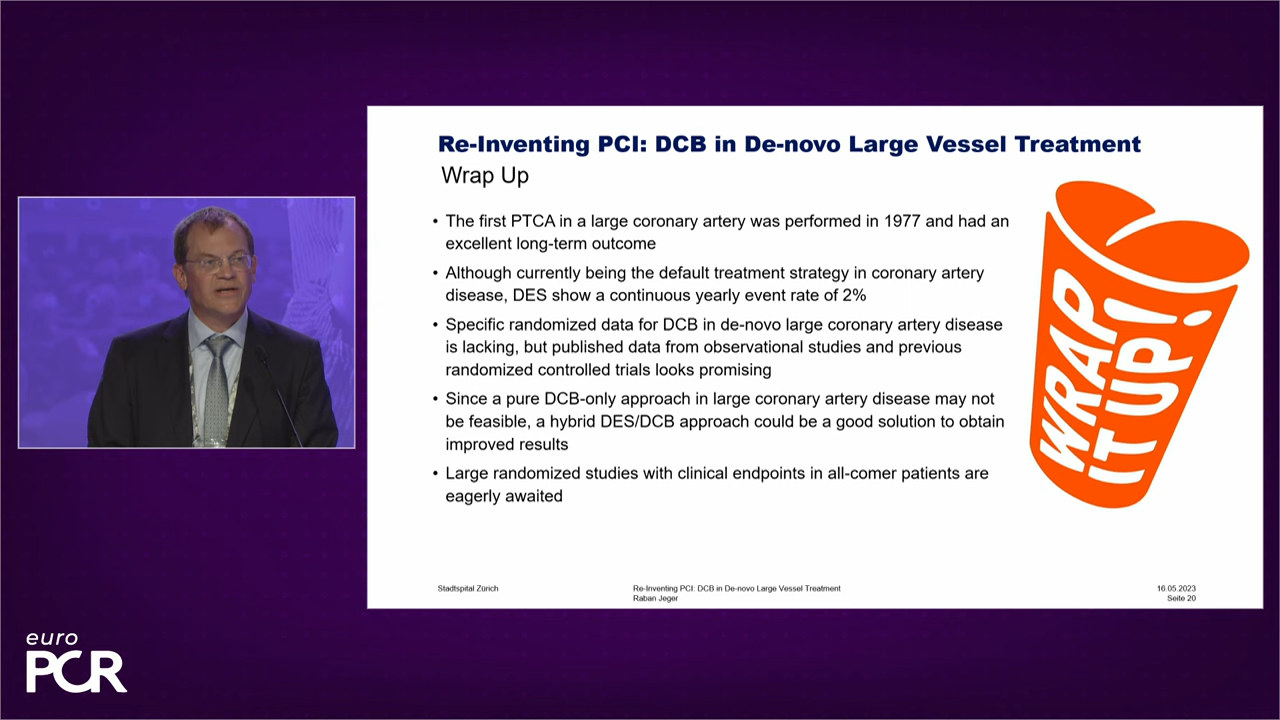 Re-Inventing PCI: DCB in De-novo Large Vessel Treatment
Wrap Up
• The first PTCA in a large coronary artery was performed in 1977 and had an
excellent long-term outcome
• Although currently being the default treatment strategy in coronary artery
disease, DES show a continuous yearly event rate of 2%
• Specific randomized data for DCB in de-novo large coronary artery disease
is lacking, but published data from observational studies and previous
randomized controlled trials looks promising
• Since a pure DCB-only approach in large coronary artery disease may not
be feasible, a hybrid DES/DCB approach could be a good solution to obtain
improved results
• Large randomized studies with clinical endpoints in all-comer patients are
eagerly awaited
WRAP
IT UP!
Stadtspital Zürich
Re-Inventing PCI: DCB in De-novo Large Vessel Treatment
Raban Jeger
16.05.2023
Seite 20
euro
PCR